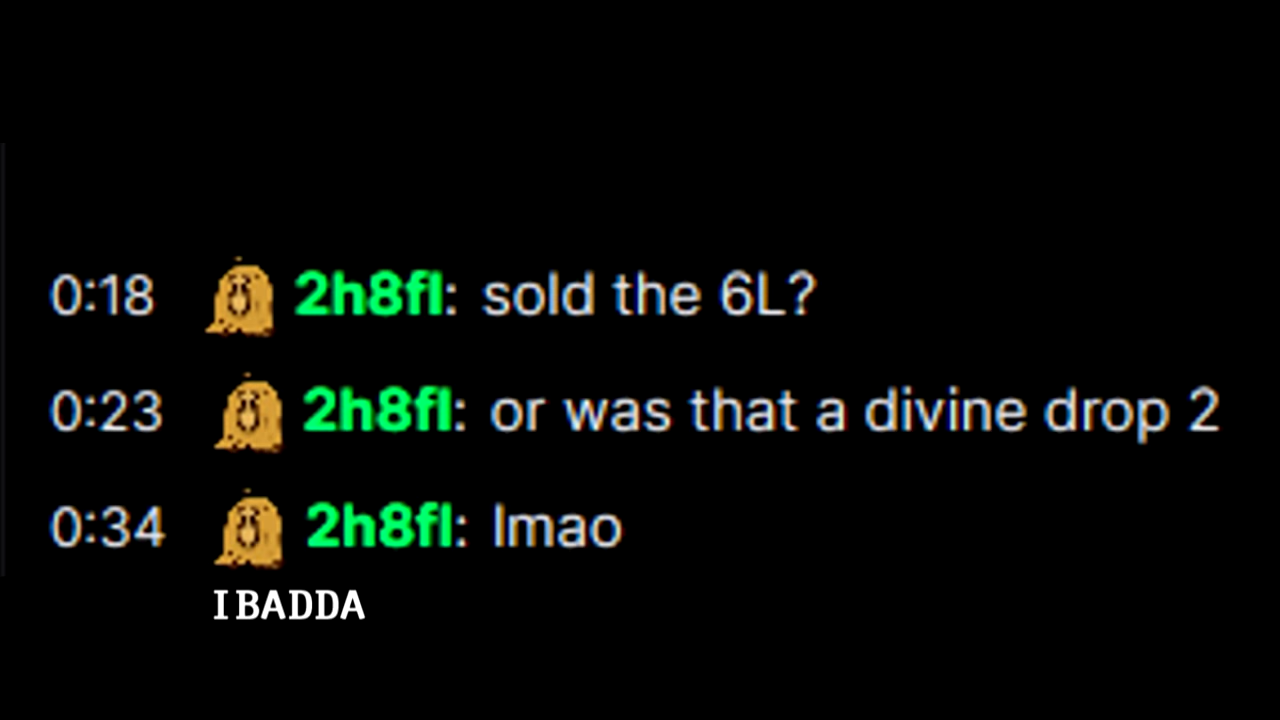 0:18 2h8fl: sold the 6L?
0:23 2h8fl: or was that a divine drop 2
0:34 2h8fl: lmao
IBADDA